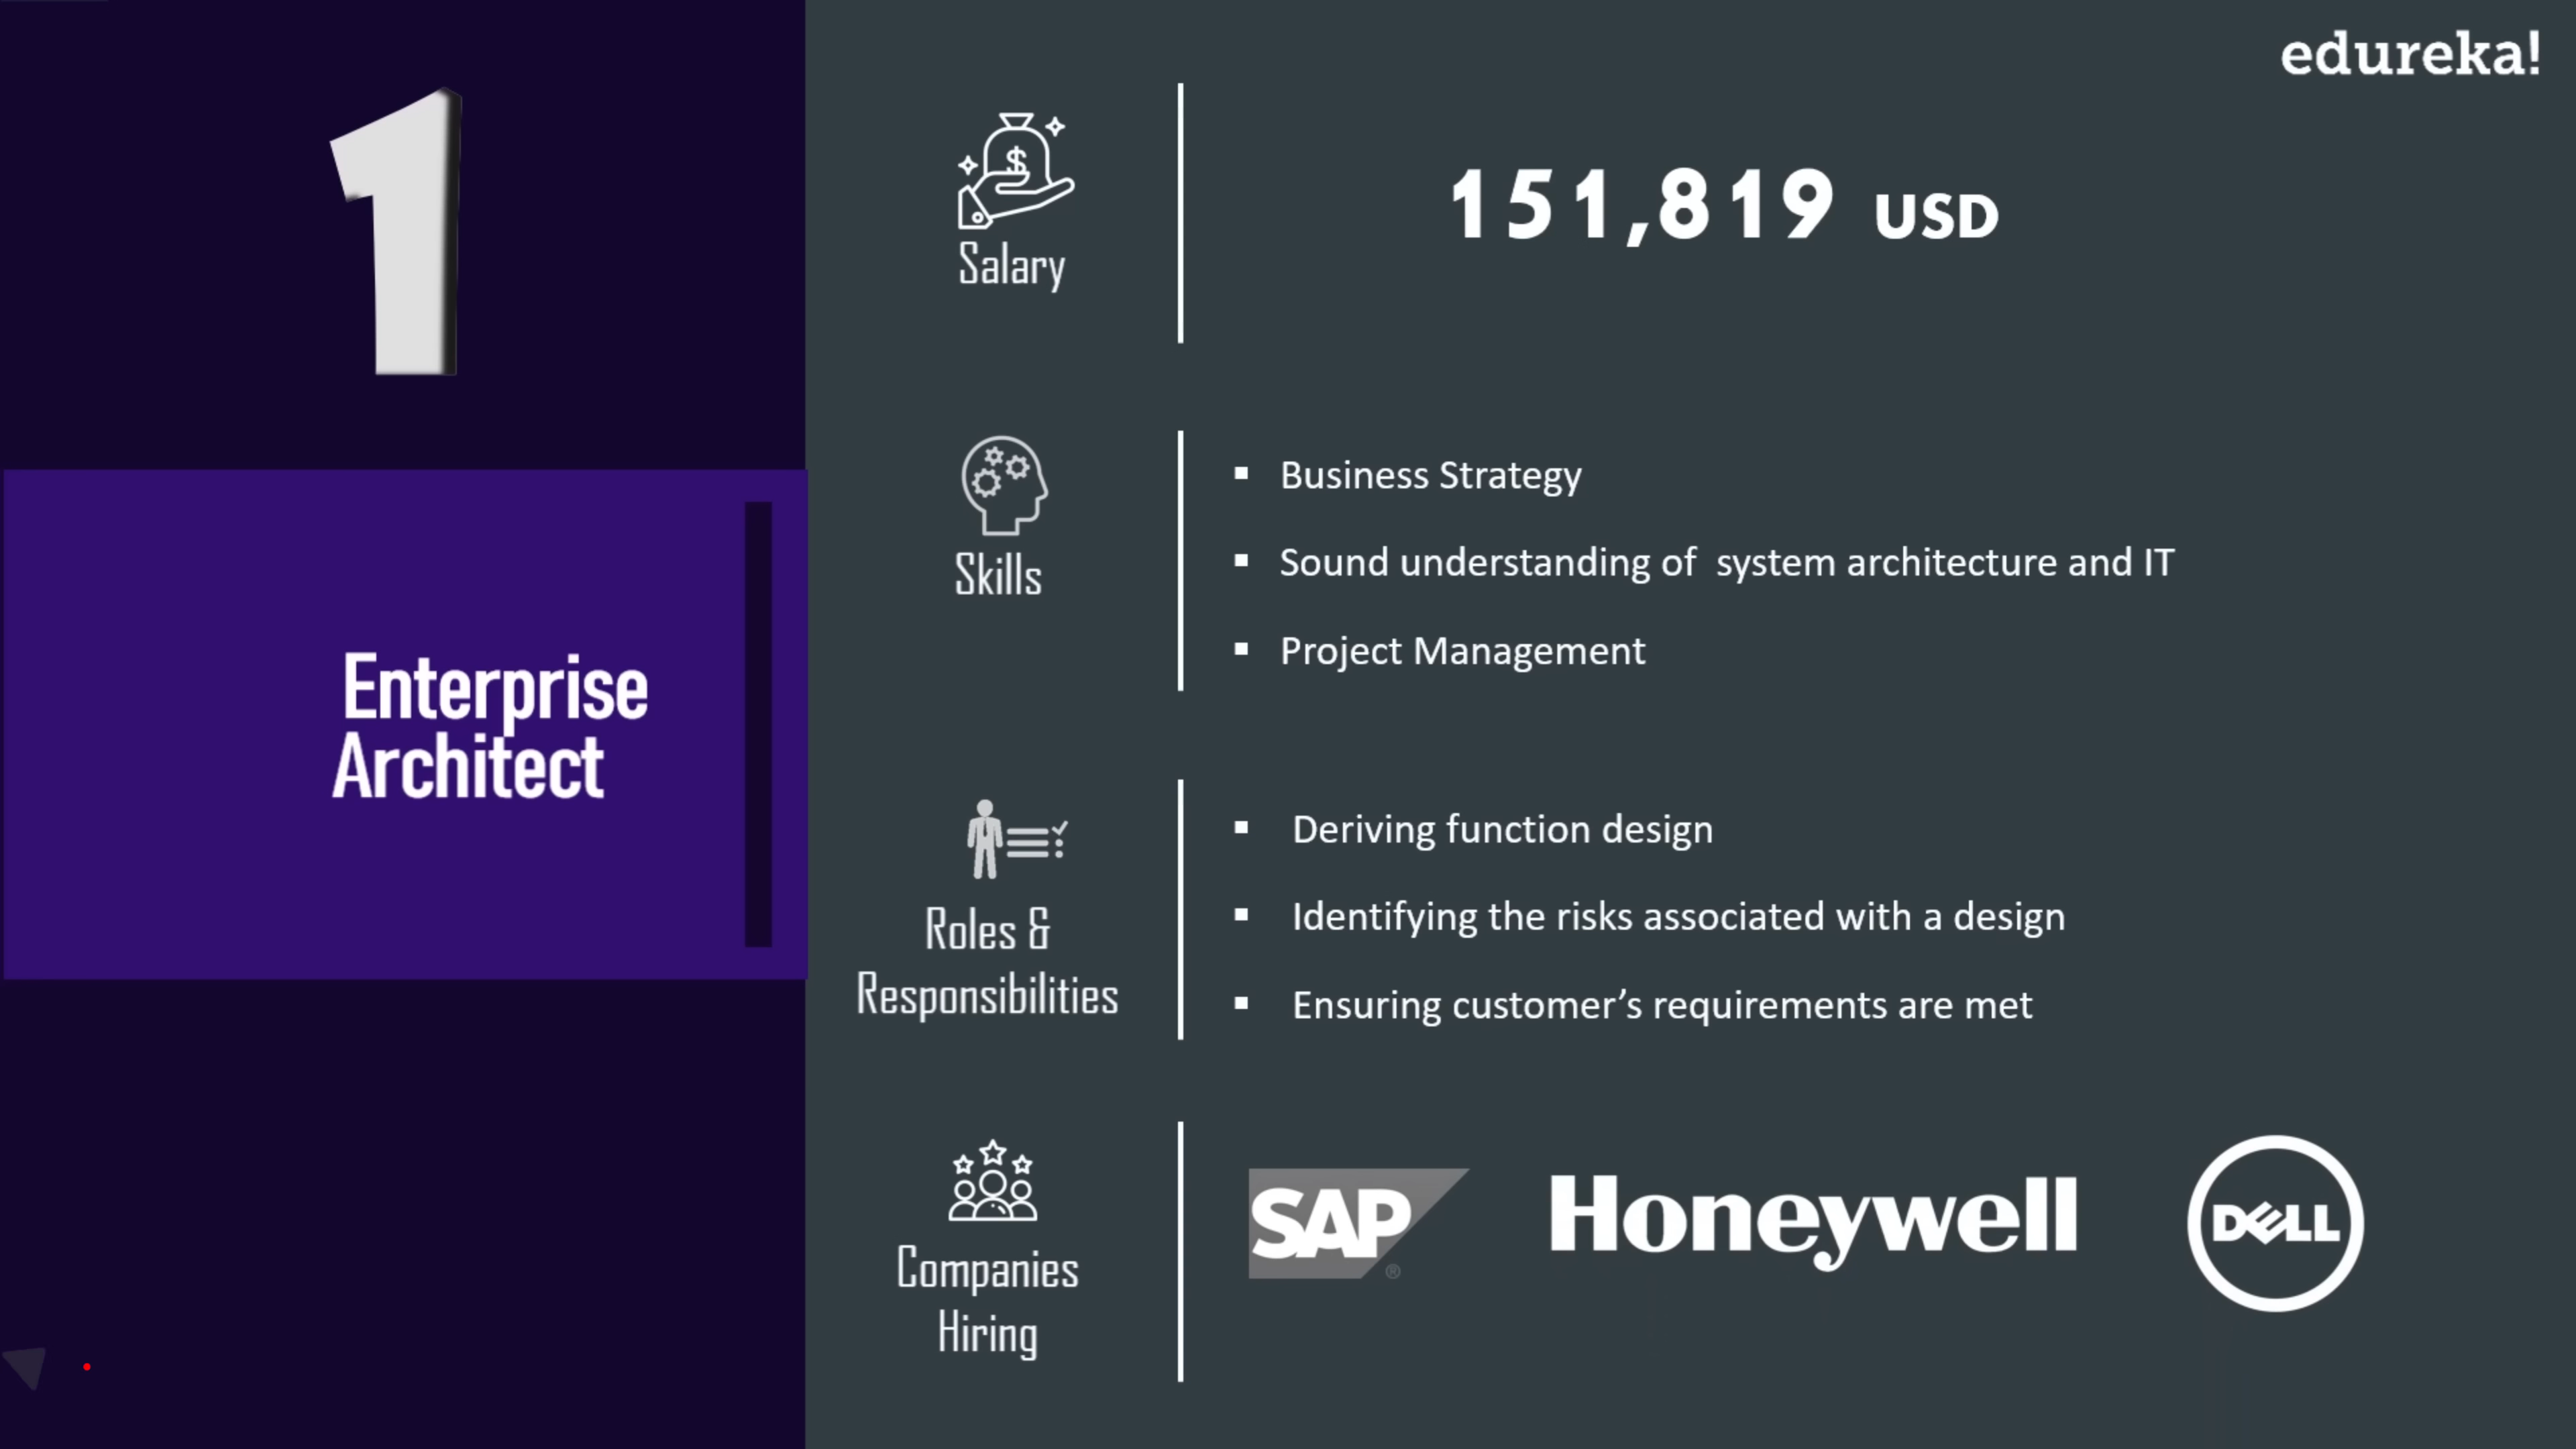 edureka!
1
Enterprise
Architect
$
Salary
151,819 USD
Skills
▪ Business Strategy
▪ Sound understanding of  system architecture and IT
▪ Project Management
Roles &
Responsibilities
▪ Deriving function design
▪ Identifying the risks associated with a design
▪ Ensuring customer’s requirements are met
Companies
Hiring
SAP ®
Honeywell
DELL